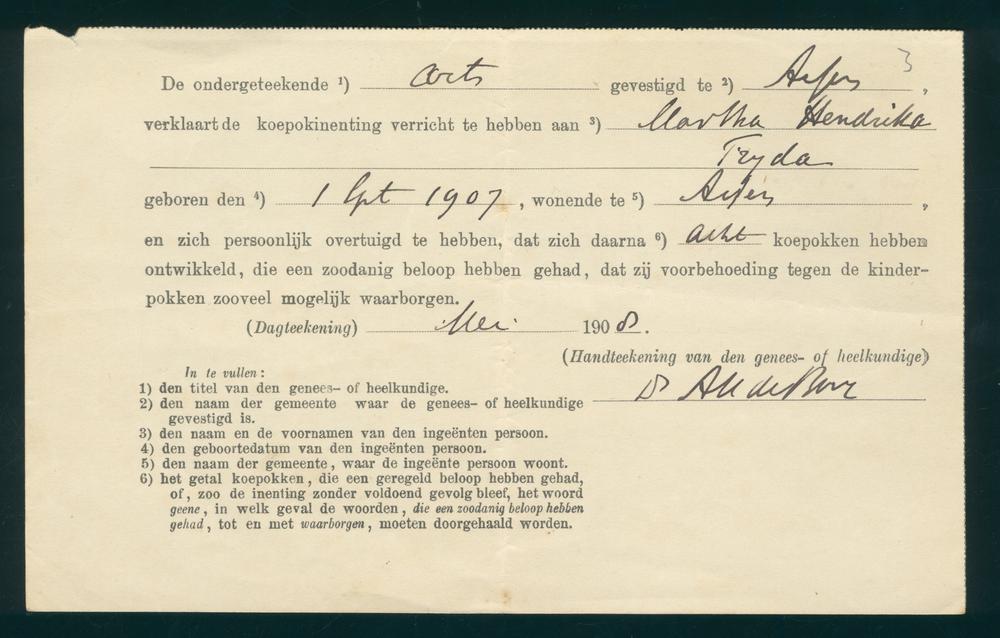 3
De ondergeteekende ¹) arts gevestigd te ²) Assen,
verklaart de koepokinenting verricht te hebben aan ³) Martha Hendrika
Tryda
geboren den ⁴) 1 Spt 1907, wonende te ⁵) Assen,
en zich persoonlijk overtuigd te hebben, dat zich daarna ⁶) acht koepokken hebben
ontwikkeld, die een zoodanig beloop hebben gehad, dat zij voorbehoeding tegen de kinder-
pokken zooveel mogelijk waarborgen.
(Dagteekening) Mei 1908.
(Handteekening van den genees- of heelkundige)
Dr
In te vullen:
1) den titel van den genees- of heelkundige.
2) den naam der gemeente waar de genees- of heelkundige
gevestigd is.
3) den naam en de voornamen van den ingeënten persoon.
4) den geboortedatum van den ingeënten persoon.
5) den naam der gemeente, waar de ingeënte persoon woont.
6) het getal koepokken, die een geregeld beloop hebben gehad,
of, zoo de inenting zonder voldoend gevolg bleef, het woord
geene, in welk geval de woorden, die een zoodanig beloop hebben
gehad, tot en met waarborgen, moeten doorgehaald worden.